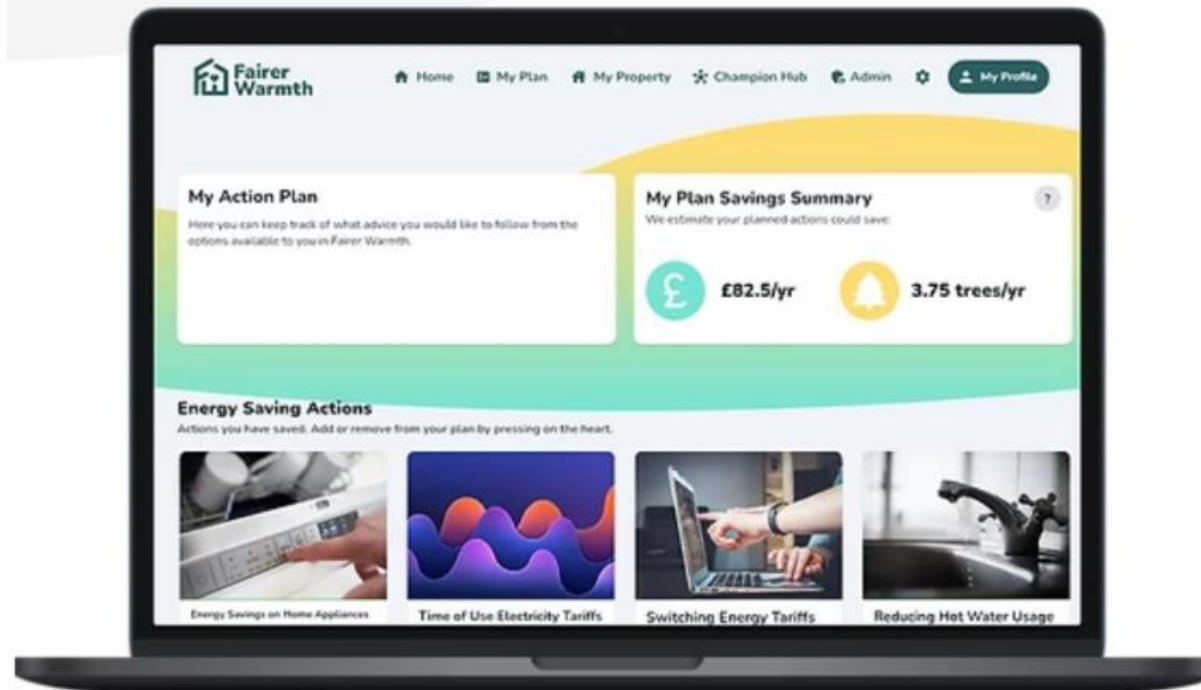 Fairer
Warmth
Home My Plan My Property Champion Hub Admin My Profile
My Action Plan
Here you can keep track of what advice you would like to follow from the
options available to you in Fairer Warmth.
My Plan Savings Summary
?
We estimate your planned actions could save:
£
£82.5/yr
3.75 trees/yr
Energy Saving Actions
Actions you have saved. Add or remove from your plan by pressing on the heart.
Energy Savings on Home Appliances
Time of Use Electricity Tariffs
Switching Energy Tariffs
Reducing Hot Water Usage